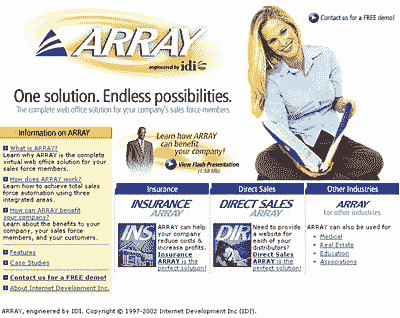 ARRAY
engineered by idi
Contact us for a FREE demo!
One solution. Endless possibilities.
The complete web office solution for your company's sales force members.
Information on ARRAY
What is ARRAY?
Learn why ARRAY is the complete
virtual web office solution for your
sales force members.
How does ARRAY work?
Learn how to achieve total sales
force automation using three
integrated areas.
How can ARRAY benefit
your company?
Learn about the benefits to your
company, your sales force
members, and your customers.
Features
Case Studies
Contact us for a FREE demo!
About Internet Development Inc.
Learn how ARRAY
can benefit
your company!
View Flash Presentation
(1.58 Mb)
Insurance
INSURANCE
ARRAY
INS
ARRAY can help
your company
reduce costs &
increase profits.
Insurance
ARRAY is the
perfect solution!
Direct Sales
DIRECT SALES
ARRAY
DIR
Need to provide
a website for
each of your
distributors?
Direct Sales
ARRAY is the
perfect solution!
Other Industries
ARRAY
for other industries
ARRAY can also be used for
Medical
Real Estate
Education
Associations
ARRAY, engineered by IDI. Copyright © 1997-2002 Internet Development Inc (IDI).